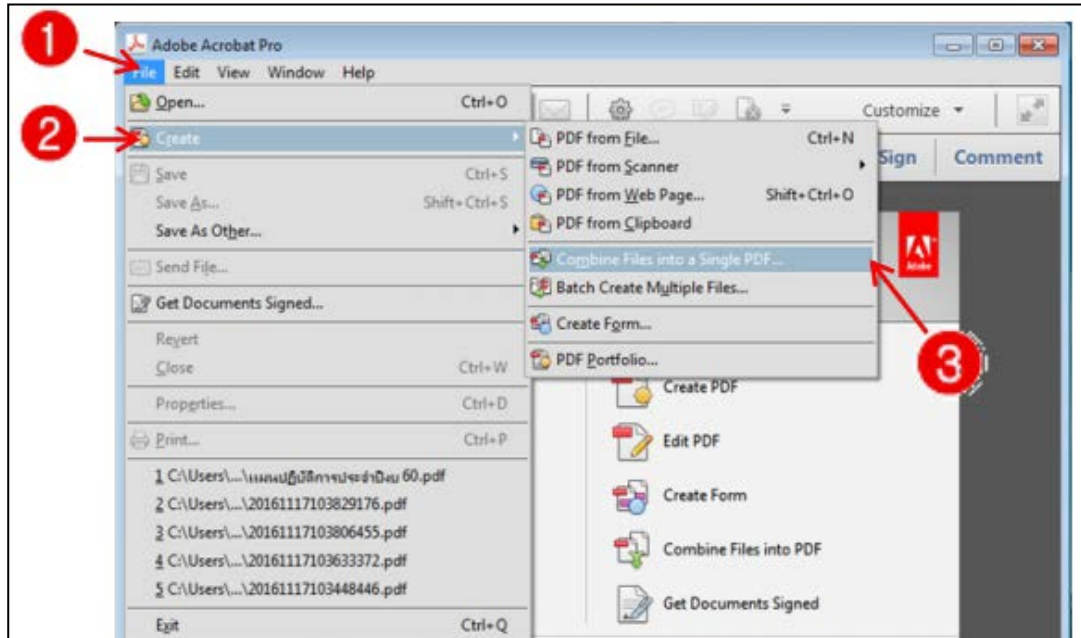 1
Adobe Acrobat Pro
File Edit View Window Help
Open... Ctrl+O
Customize
2
Create
Sign Comment
Save Ctrl+S
Save As... Shift+Ctrl+S
Save As Other...
Send File...
Get Documents Signed...
Revert
Close Ctrl+W
Properties... Ctrl+D
Print... Ctrl+P
1 C:\Users\...\แผนปฏิบัติการประจำปีงบ 60.pdf
2 C:\Users\...\20161117103829176.pdf
3 C:\Users\...\20161117103806455.pdf
4 C:\Users\...\20161117103633372.pdf
5 C:\Users\...\20161117103448446.pdf
Exit Ctrl+Q
PDF from File... Ctrl+N
PDF from Scanner
PDF from Web Page... Shift+Ctrl+O
PDF from Clipboard
Combine Files into a Single PDF...
Batch Create Multiple Files...
Create Form...
PDF Portfolio...
Adobe
3
Create PDF
Edit PDF
Create Form
Combine Files into PDF
Get Documents Signed